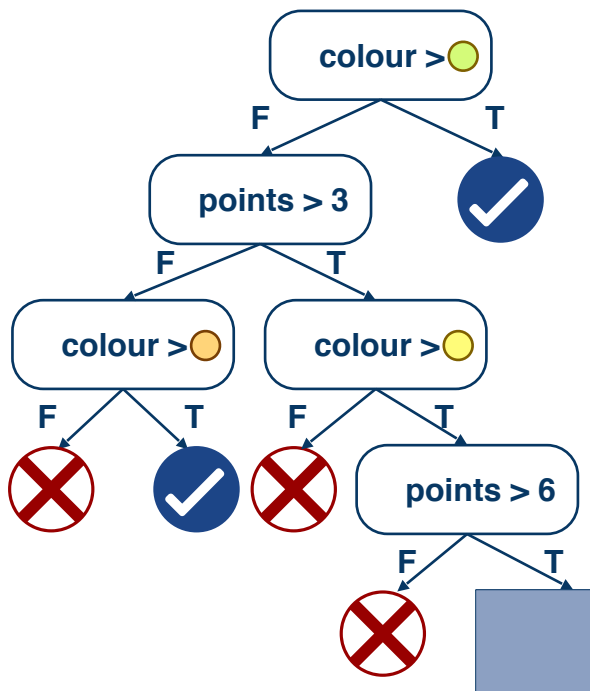 colour >
F T
points > 3
F T
colour > colour >
F T F T
points > 6
F T